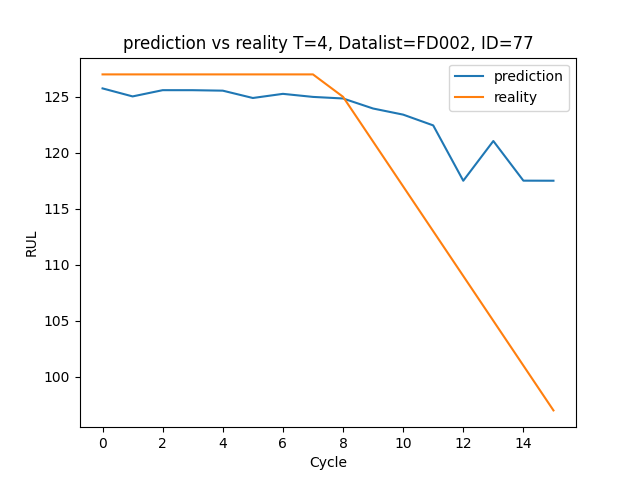 prediction vs reality T=4, Datalist=FD002, ID=77
prediction
reality
125
120
115
110
105
100
RUL
0 2 4 6 8 10 12 14
Cycle